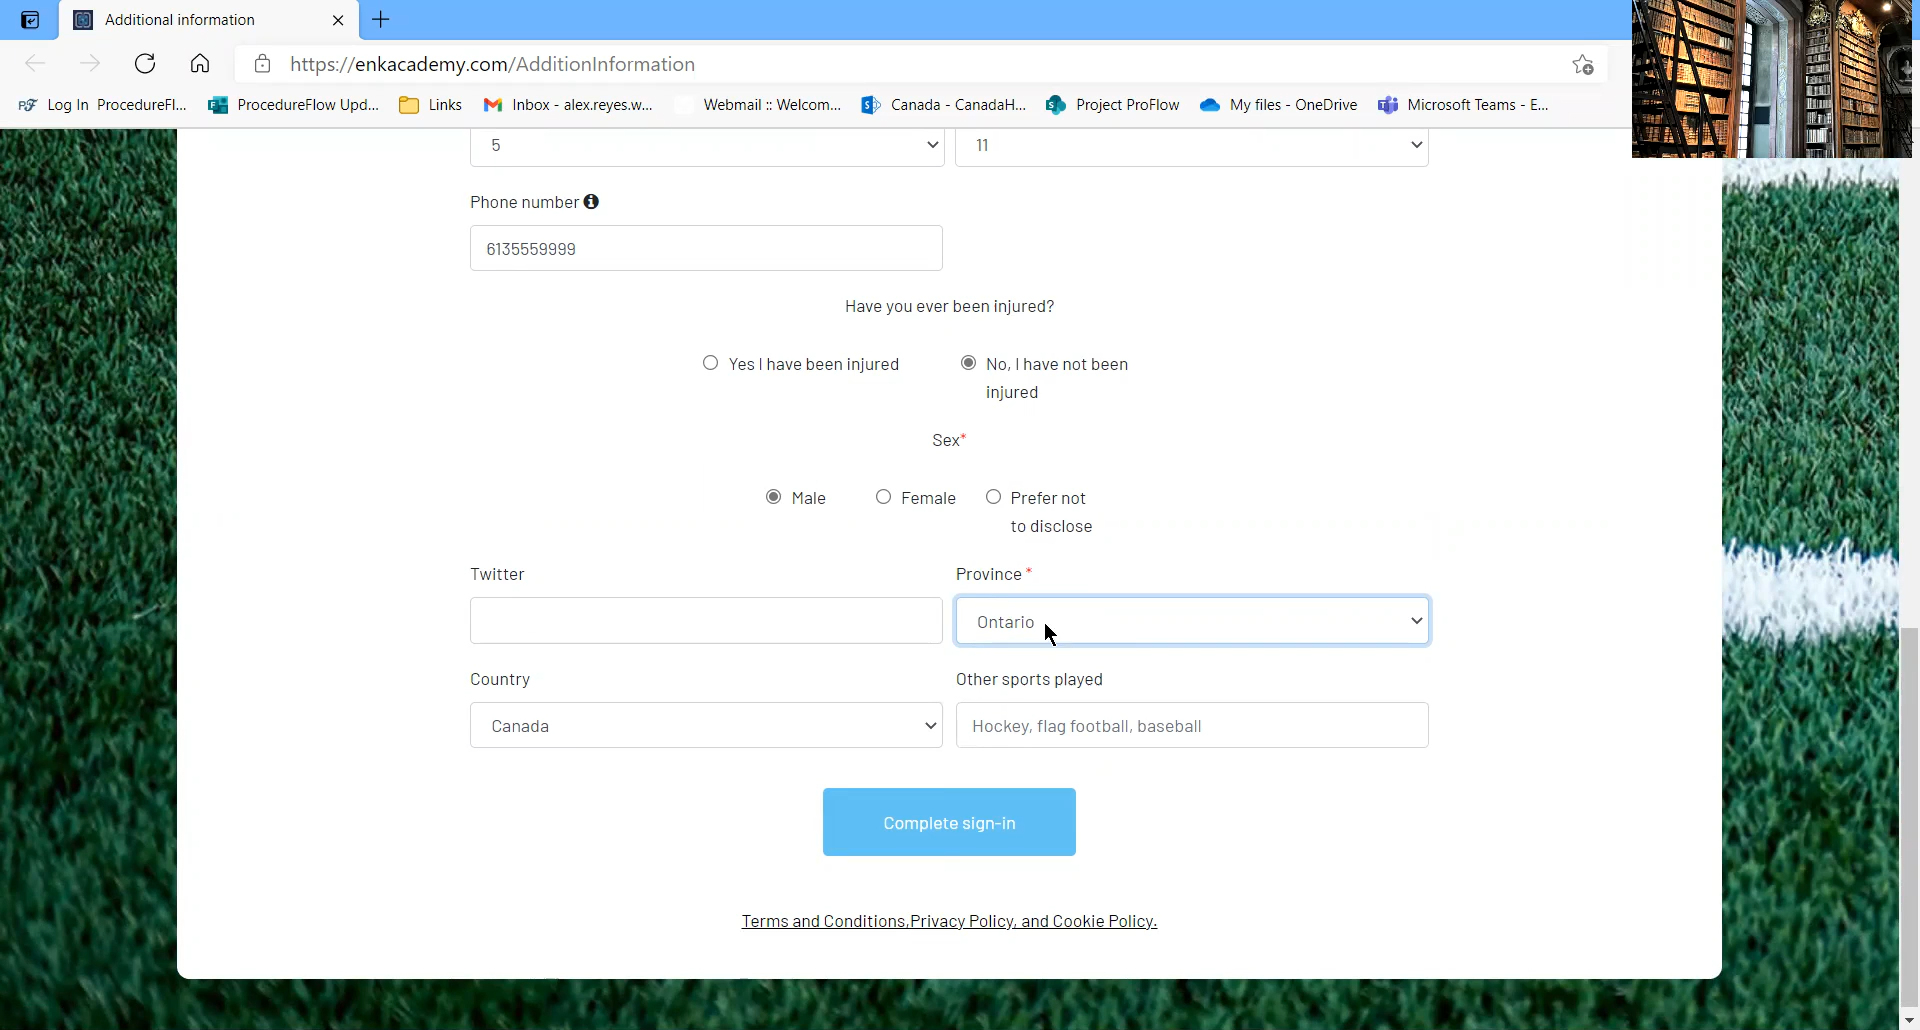 Additional information
https://enkacademy.com/AdditionInformation
Log In ProcedureFl... ProcedureFlow Upd... Links Inbox - alex.reyes.w... Webmail :: Welcom... Canada - CanadaH... Project ProFlow My files - OneDrive Microsoft Teams - E...
5 11
Phone number
6135559999
Have you ever been injured?
Yes I have been injured No, I have not been
injured
Sex*
Male Female Prefer not
to disclose
Twitter Province *
Ontario
Country Other sports played
Canada Hockey, flag football, baseball
Complete sign-in
Terms and Conditions,Privacy Policy, and Cookie Policy.